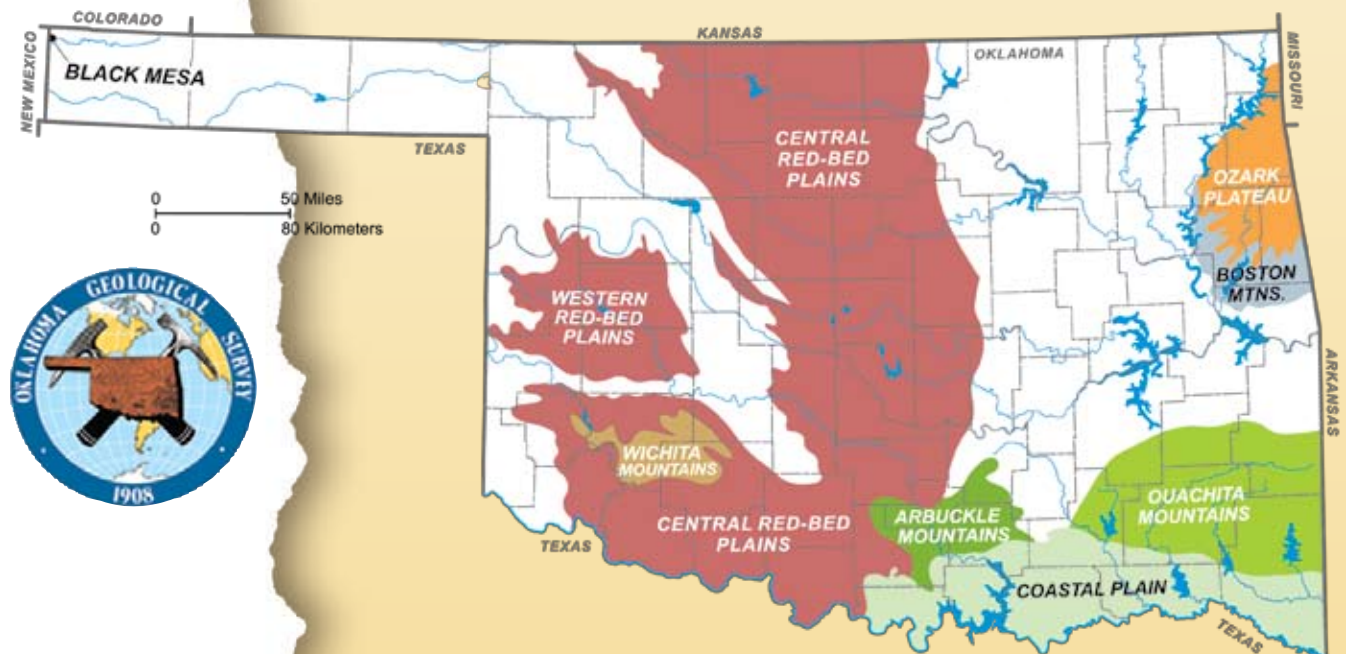 COLORADO
KANSAS
OKLAHOMA
MISSOURI
NEW MEXICO
BLACK MESA
TEXAS
CENTRAL
RED-BED
PLAINS
OZARK
PLATEAU
0 50 Miles
0 80 Kilometers
BOSTON
MTNS.
WESTERN
RED-BED
PLAINS
OKLAHOMA GEOLOGICAL SURVEY
1908
ARKANSAS
WICHITA
MOUNTAINS
OUACHITA
MOUNTAINS
ARBUCKLE
MOUNTAINS
CENTRAL RED-BED
PLAINS
TEXAS
COASTAL PLAIN
TEXAS